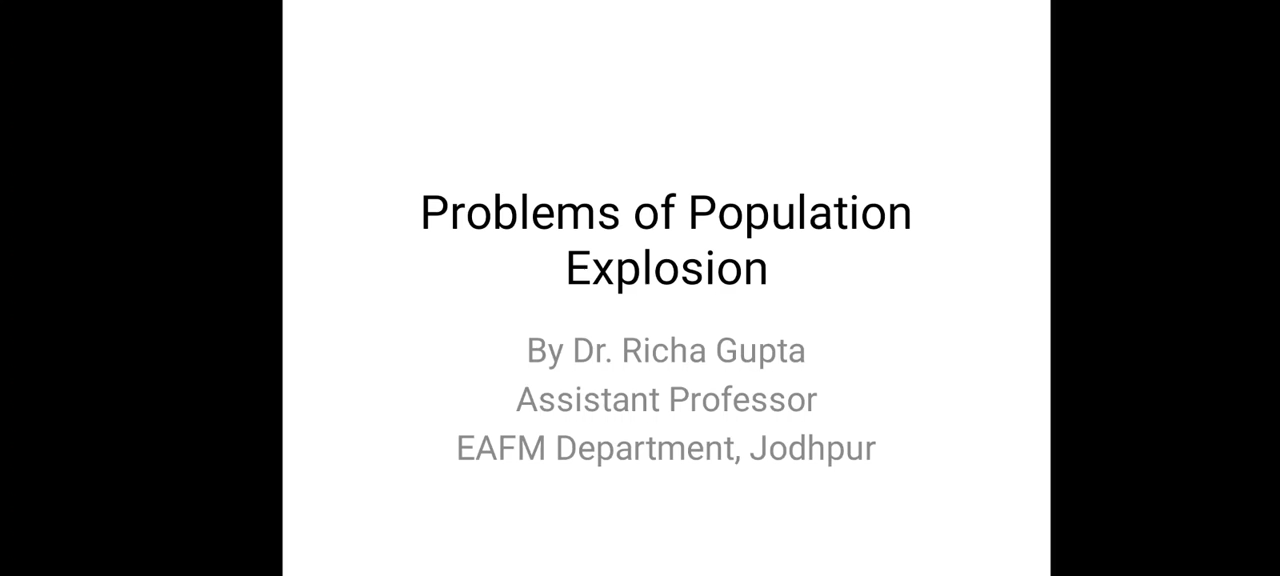 Problems of Population
Explosion
By Dr. Richa Gupta
Assistant Professor
EAFM Department, Jodhpur